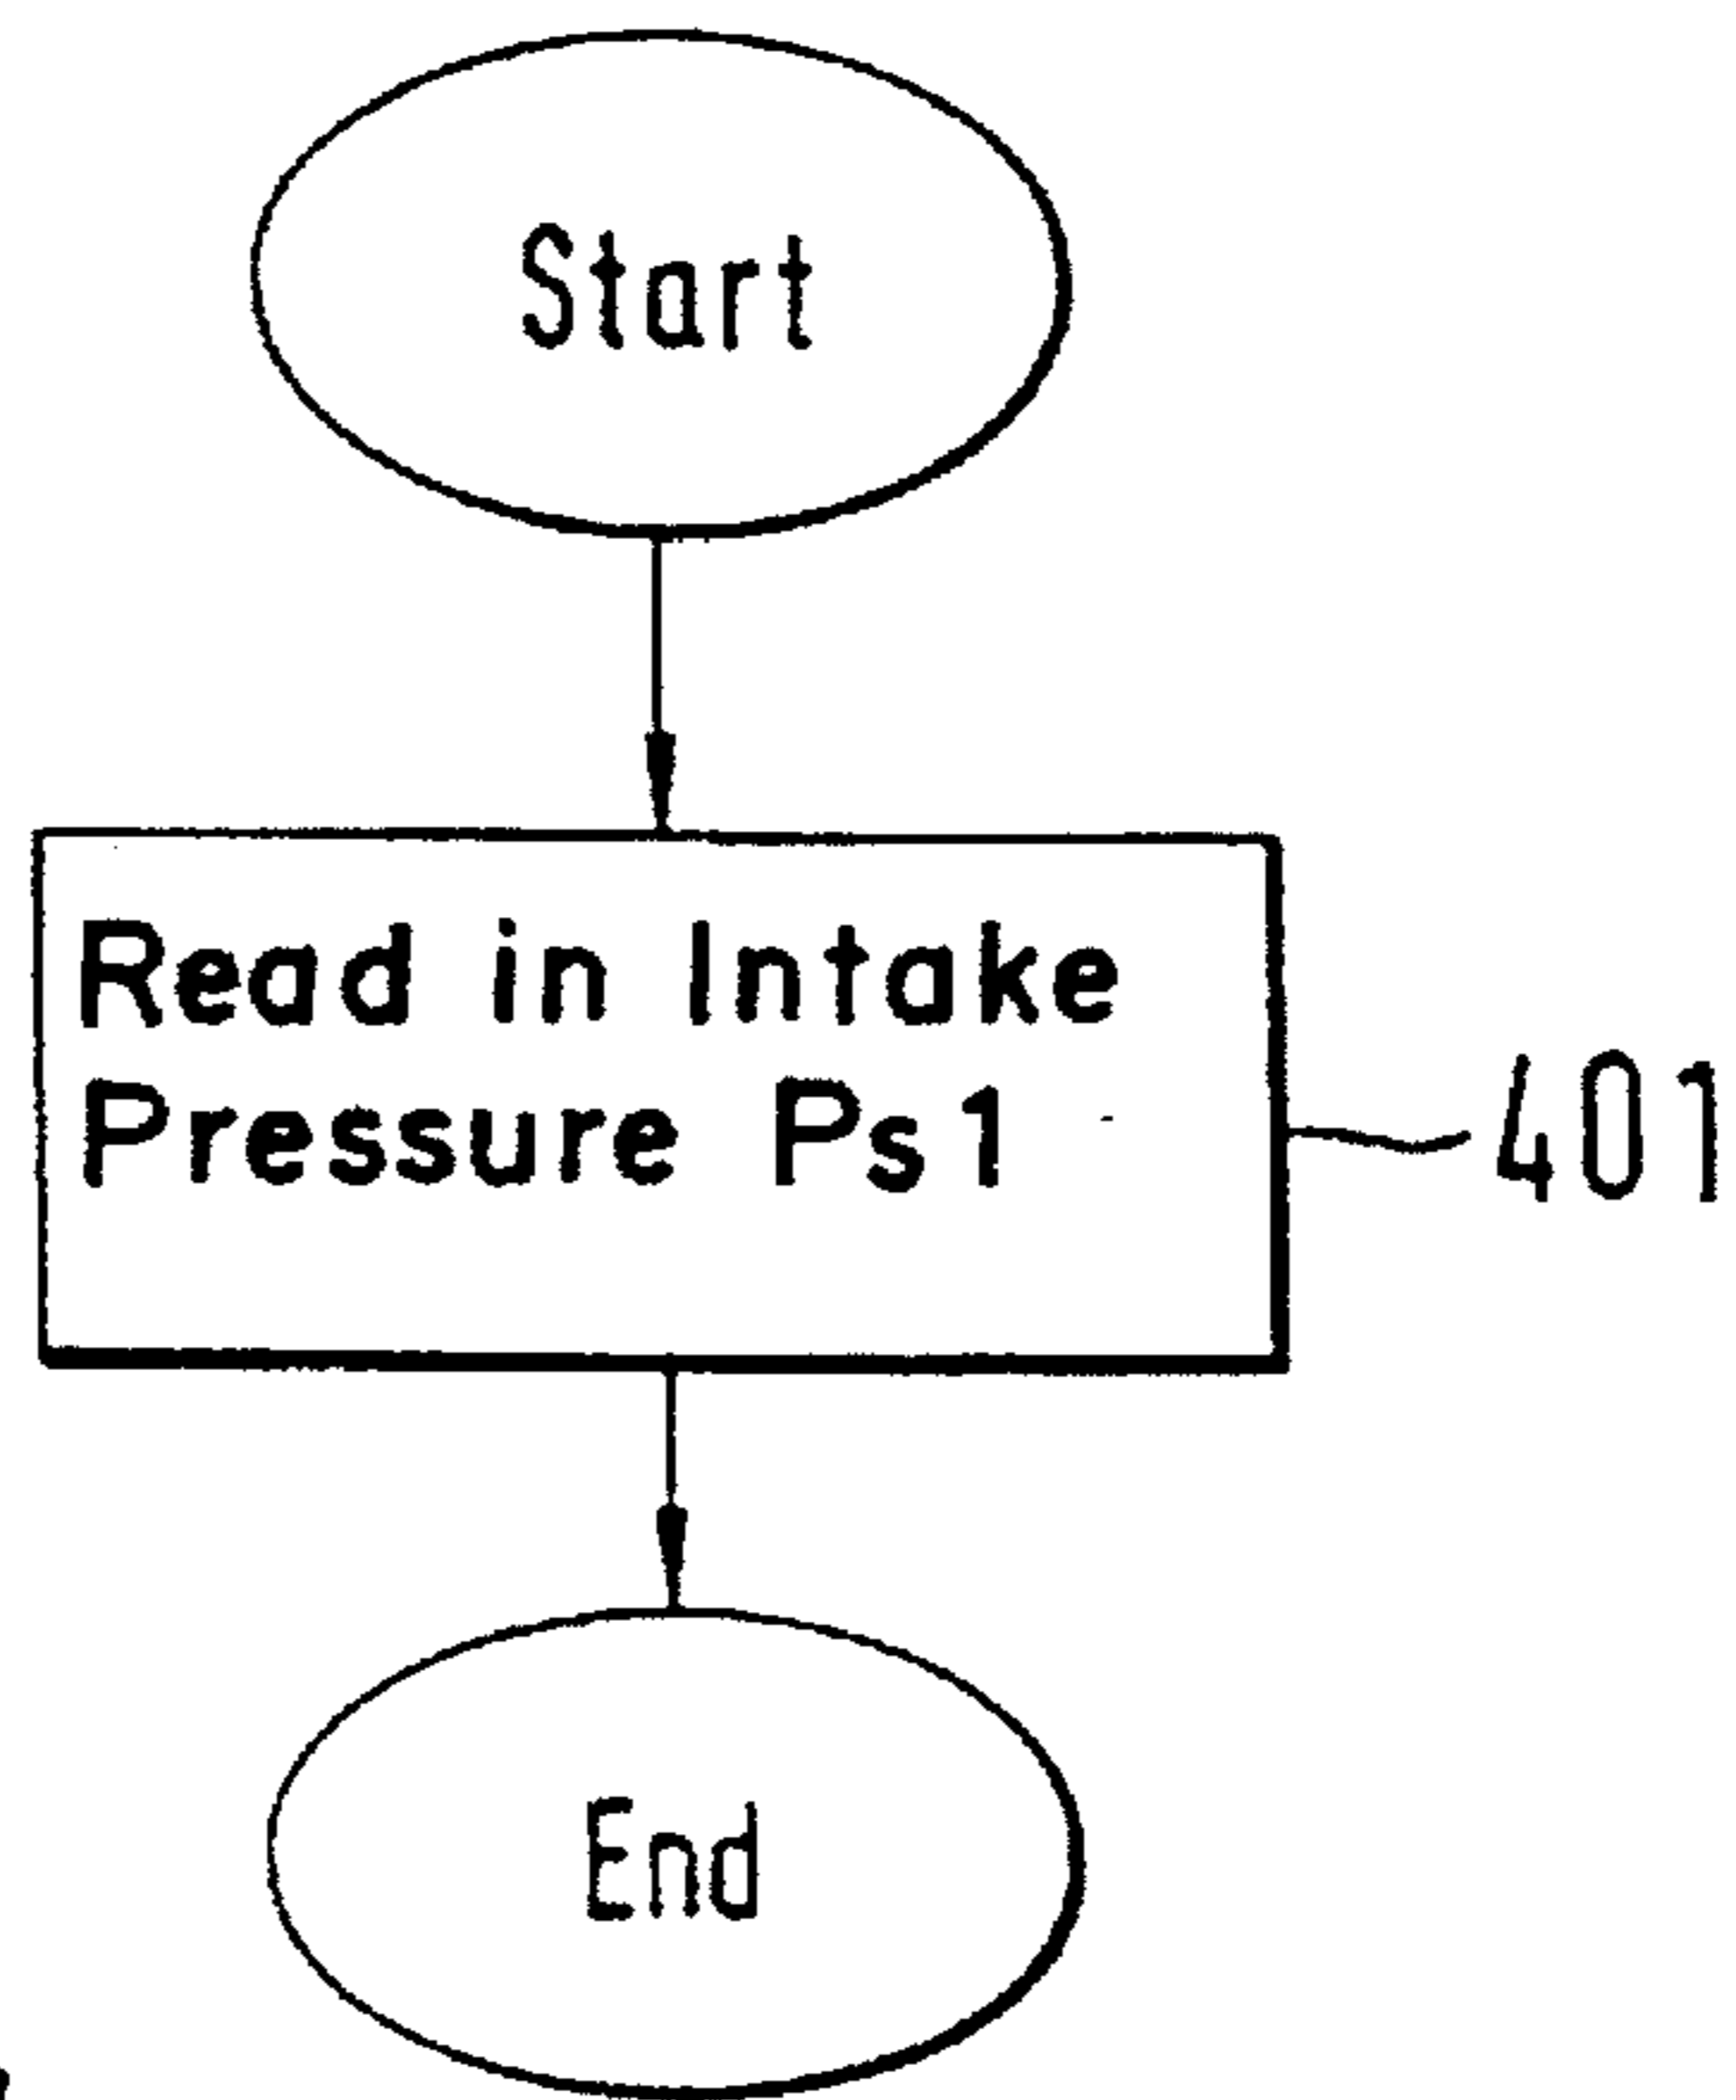 Start
Read in Intake
Pressure Ps1
401
End